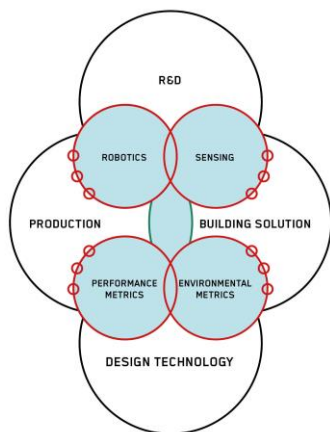 R&D
ROBOTICS
SENSING
PRODUCTION
BUILDING SOLUTION
PERFORMANCE
METRICS
ENVIRONMENTAL
METRICS
DESIGN TECHNOLOGY